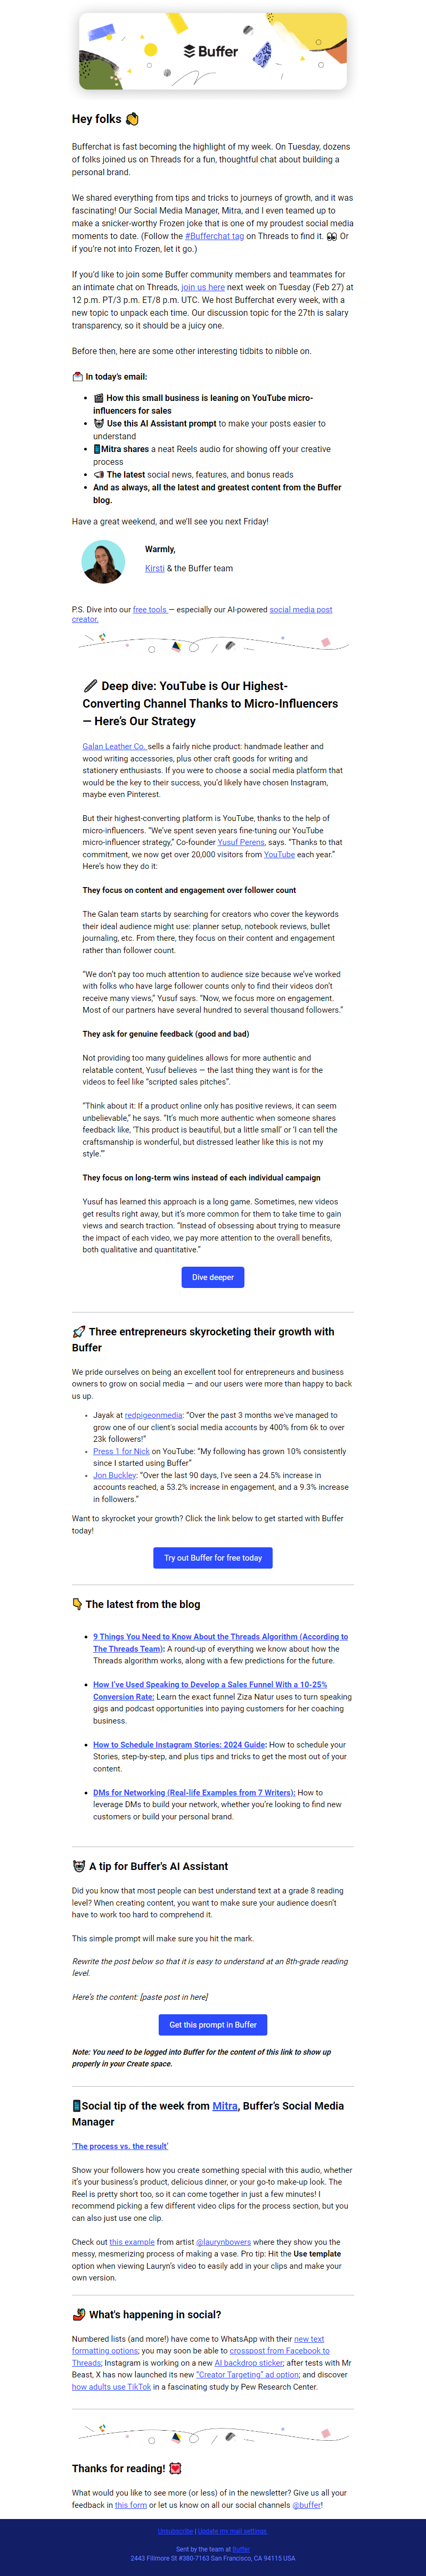 Buffer
Hey folks 👋
Bufferchat is fast becoming the highlight of my week. On Tuesday, dozens
of folks joined us on Threads for a fun, thoughtful chat about building a
personal brand.
We shared everything from tips and tricks to journeys of growth, and it was
fascinating! Our Social Media Manager, Mitra, and I even teamed up to
make a snicker-worthy Frozen joke that is one of my proudest social media
moments to date. (Follow the #Bufferchat tag on Threads to find it. 👀 Or
if you're not into Frozen, let it go.)
If you'd like to join some Buffer community members and teammates for
an intimate chat on Threads, join us here next week on Tuesday (Feb 27) at
12 p.m. PT/3 p.m. ET/8 p.m. UTC. We host Bufferchat every week, with a
new topic to unpack each time. Our discussion topic for the 27th is salary
transparency, so it should be a juicy one.
Before then, here are some other interesting tidbits to nibble on.
📩 In today's email:
• 🎬 How this small business is leaning on YouTube micro-
influencers for sales
• 🤖 Use this AI Assistant prompt to make your posts easier to
understand
• 📱Mitra shares a neat Reels audio for showing off your creative
process
• 📢 The latest social news, features, and bonus reads
• And as always, all the latest and greatest content from the Buffer
blog.
Have a great weekend, and we'll see you next Friday!
Warmly,
Kirsti & the Buffer team
P.S. Dive into our free tools — especially our AI-powered social media post
creator.
🖊 Deep dive: YouTube is Our Highest-
Converting Channel Thanks to Micro-Influencers
— Here's Our Strategy
Galan Leather Co. sells a fairly niche product: handmade leather and
wood writing accessories, plus other craft goods for writing and
stationery enthusiasts. If you were to choose a social media platform that
would be the key to their success, you'd likely have chosen Instagram,
maybe even Pinterest.
But their highest-converting platform is YouTube, thanks to the help of
micro-influencers. “We've spent seven years fine-tuning our YouTube
micro-influencer strategy,” Co-founder Yusuf Perens, says. “Thanks to that
commitment, we now get over 20,000 visitors from YouTube each year.”
Here's how they do it:
They focus on content and engagement over follower count
The Galan team starts by searching for creators who cover the keywords
their ideal audience might use: planner setup, notebook reviews, bullet
journaling, etc. From there, they focus on their content and engagement
rather than follower count.
“We don't pay too much attention to audience size because we've worked
with folks who have large follower counts only to find their videos don't
receive many views,” Yusuf says. “Now, we focus more on engagement.
Most of our partners have several hundred to several thousand followers.”
They ask for genuine feedback (good and bad)
Not providing too many guidelines allows for more authentic and
relatable content, Yusuf believes — the last thing they want is for the
videos to feel like “scripted sales pitches”.
“Think about it: If a product online only has positive reviews, it can seem
unbelievable,” he says. “It's much more authentic when someone shares
feedback like, ‘This product is beautiful, but a little small’ or ‘I can tell the
craftsmanship is wonderful, but distressed leather like this is not my
style.’”
They focus on long-term wins instead of each individual campaign
Yusuf has learned this approach is a long game. Sometimes, new videos
get results right away, but it's more common for them to take time to gain
views and search traction. “Instead of obsessing about trying to measure
the impact of each video, we pay more attention to the overall benefits,
both qualitative and quantitative.”
Dive deeper
🚀 Three entrepreneurs skyrocketing their growth with
Buffer
We pride ourselves on being an excellent tool for entrepreneurs and business
owners to grow on social media — and our users were more than happy to back
us up.
• Jayak at redpigeonmedia: “Over the past 3 months we've managed to
grow one of our client's social media accounts by 400% from 6k to over
23k followers!”
• Press 1 for Nick on YouTube: “My following has grown 10% consistently
since I started using Buffer”
• Jon Buckley: “Over the last 90 days, I've seen a 24.5% increase in
accounts reached, a 53.2% increase in engagement, and a 9.3% increase
in followers.”
Want to skyrocket your growth? Click the link below to get started with Buffer
today!
Try out Buffer for free today
👇 The latest from the blog
• 9 Things You Need to Know About the Threads Algorithm (According to
The Threads Team): A round-up of everything we know about how the
Threads algorithm works, along with a few predictions for the future.
• How I've Used Speaking to Develop a Sales Funnel With a 10-25%
Conversion Rate: Learn the exact funnel Ziza Natur uses to turn speaking
gigs and podcast opportunities into paying customers for her coaching
business.
• How to Schedule Instagram Stories: 2024 Guide: How to schedule your
Stories, step-by-step, and plus tips and tricks to get the most out of your
content.
• DMs for Networking (Real-life Examples from 7 Writers): How to
leverage DMs to build your network, whether you're looking to find new
customers or build your personal brand.
🤖 A tip for Buffer's AI Assistant
Did you know that most people can best understand text at a grade 8 reading
level? When creating content, you want to make sure your audience doesn't
have to work too hard to comprehend it.
This simple prompt will make sure you hit the mark.
Rewrite the post below so that it is easy to understand at an 8th-grade reading
level.
Here's the content: [paste post in here]
Get this prompt in Buffer
Note: You need to be logged into Buffer for the content of this link to show up
properly in your Create space.
📱Social tip of the week from Mitra, Buffer's Social Media
Manager
‘The process vs. the result’
Show your followers how you create something special with this audio, whether
it's your business's product, delicious dinner, or your go-to makeup look. The
Reel is pretty short too, so it can come together in just a few minutes! I
recommend picking a few different video clips for the process section, but you
can also just use one clip.
Check out this example from artist @laurynbowers where they show you the
messy, mesmerizing process of making a vase. Pro tip: Hit the Use template
option when viewing Lauryn's video to easily add in your clips and make your
own version.
🌶 What's happening in social?
Numbered lists (and more!) have come to WhatsApp with their new text
formatting options; you may soon be able to crosspost from Facebook to
Threads; Instagram is working on a new AI backdrop sticker; after tests with Mr
Beast, X has now launched its new “Creator Targeting” ad option; and discover
how adults use TikTok in a fascinating study by Pew Research Center.
Thanks for reading! 💟
What would you like to see more (or less) of in the newsletter? Give us all your
feedback in this form or let us know on all our social channels @buffer!
Unsubscribe | Update my mail settings.
Sent by the team at Buffer
2443 Fillmore St #380-7163 San Francisco, CA 94115 USA